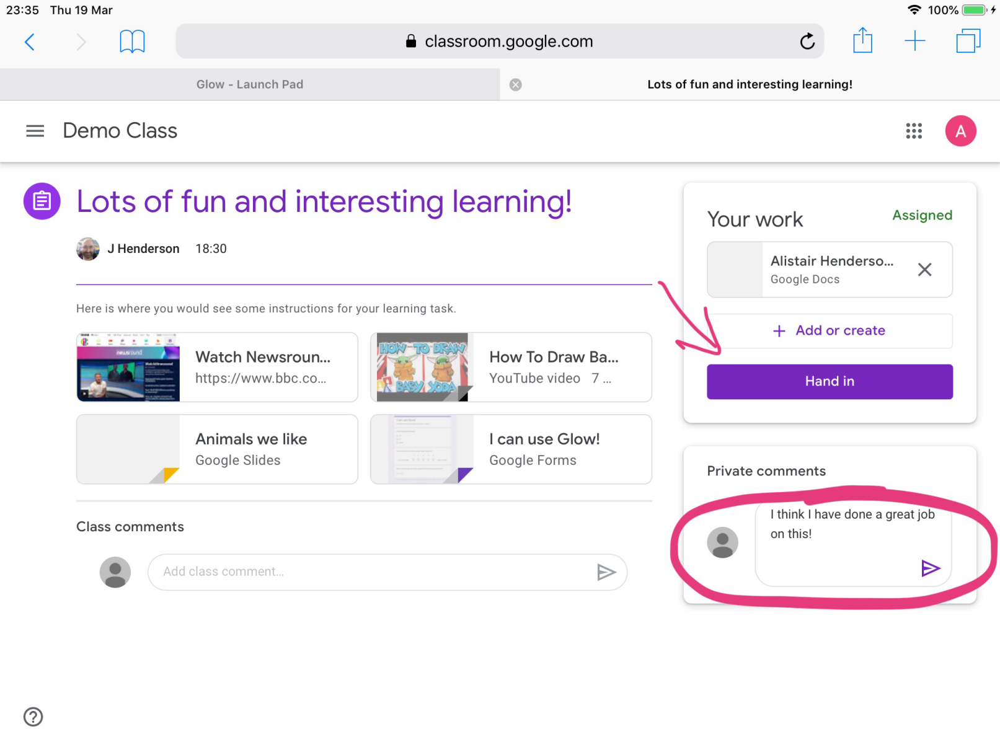 23:35 Thu 19 Mar
100%
classroom.google.com
Glow - Launch Pad
Lots of fun and interesting learning!
Demo Class
A
Lots of fun and interesting learning!
J Henderson 18:30
Here is where you would see some instructions for your learning task.
newsround
Watch Newsroun...
https://www.bbc.co...
HOW-TO-DRAW
BABY YODA
How To Draw Ba...
YouTube video 7 ...
Animals we like
Google Slides
I can use Glow!
Google Forms
Class comments
Add class comment...
Your work
Assigned
Alistair Henderso...
Google Docs
+ Add or create
Hand in
Private comments
I think I have done a great job
on this!